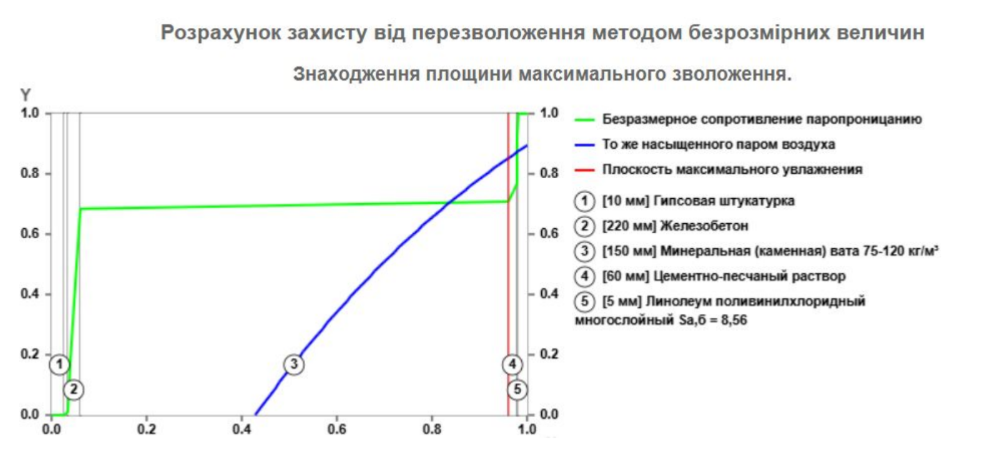 Розрахунок захисту від перезволоження методом безрозмірних величин
Знаходження площини максимального зволоження.
Y
1.0
0.8
0.6
0.4
0.2
0.0
1.0
0.8
0.6
0.4
0.2
0.0
0.0 0.2 0.4 0.6 0.8 1.0
1
2
3
4
5
Безразмерное сопротивление паропроницанию
То же насыщенного паром воздуха
Плоскость максимального увлажнения
1 [10 мм] Гипсовая штукатурка
2 [220 мм] Железобетон
3 [150 мм] Минеральная (каменная) вата 75-120 кг/м³
4 [60 мм] Цементно-песчаный раствор
5 [5 мм] Линолеум поливинилхлоридный
многослойный Sа,б = 8,56